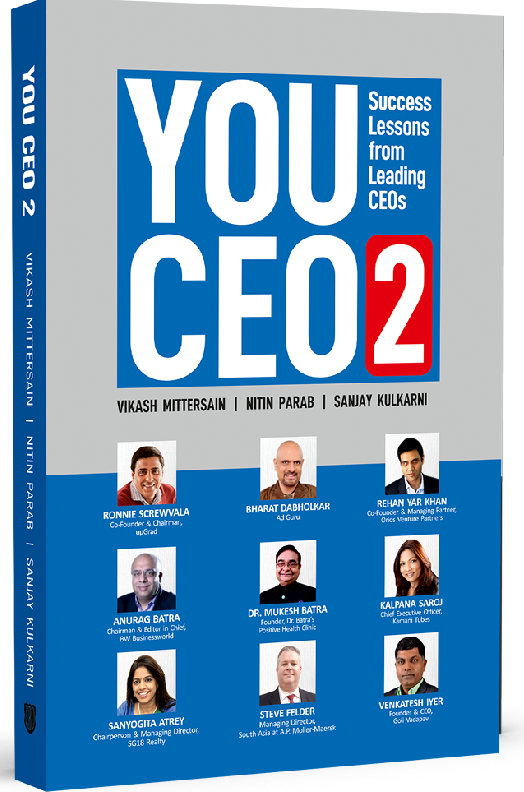 YOU CEO 2
VIKASH MITTERSAIN | NITIN PARAB | SANJAY KULKARNI
YOU
CEO 2
Success
Lessons
from
Leading
CEOs
VIKASH MITTERSAIN | NITIN PARAB | SANJAY KULKARNI
RONNIE SCREWVALA
Co-Founder & Chairman,
upGrad
BHARAT DABHOLKAR
Ad Guru
REHAN YAR KHAN
Co-Founder & Managing Partner,
Orios Venture Partners
ANURAG BATRA
Chairman & Editor in Chief,
BW Businessworld
DR. MUKESH BATRA
Founder, Dr. Batra's
Positive Health Clinic
KALPANA SAROJ
Chief Executive Officer,
Kamani Tubes
SANYOGITA ATREY
Chairperson & Managing Director,
SG18 Realty
STEVE FELDER
Managing Director,
South Asia at A.P. Moller-Maersk
VENKATESH IYER
Founder & CEO,
Goli Vadapav